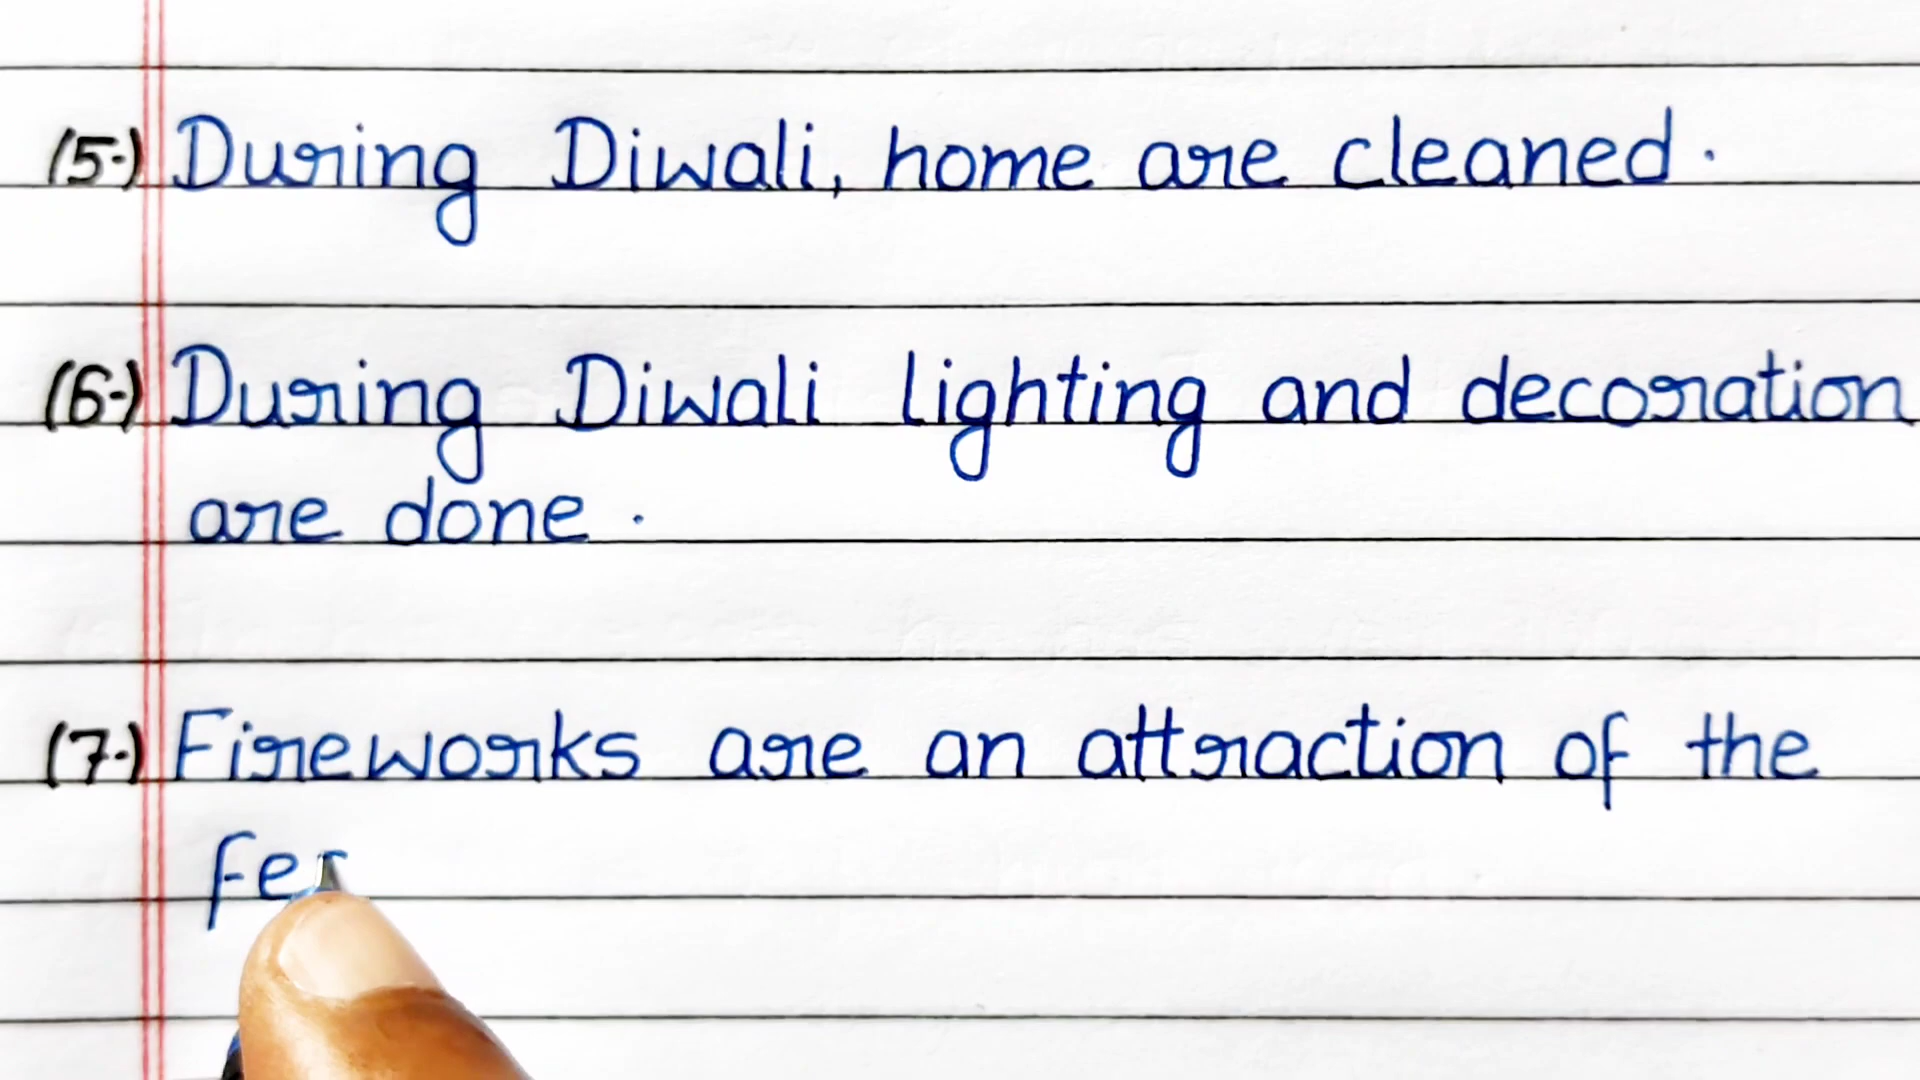 (5.) During Diwali, home are cleaned.
(6.) During Diwali lighting and decoration
are done.
(7.) Fireworks are an attraction of the